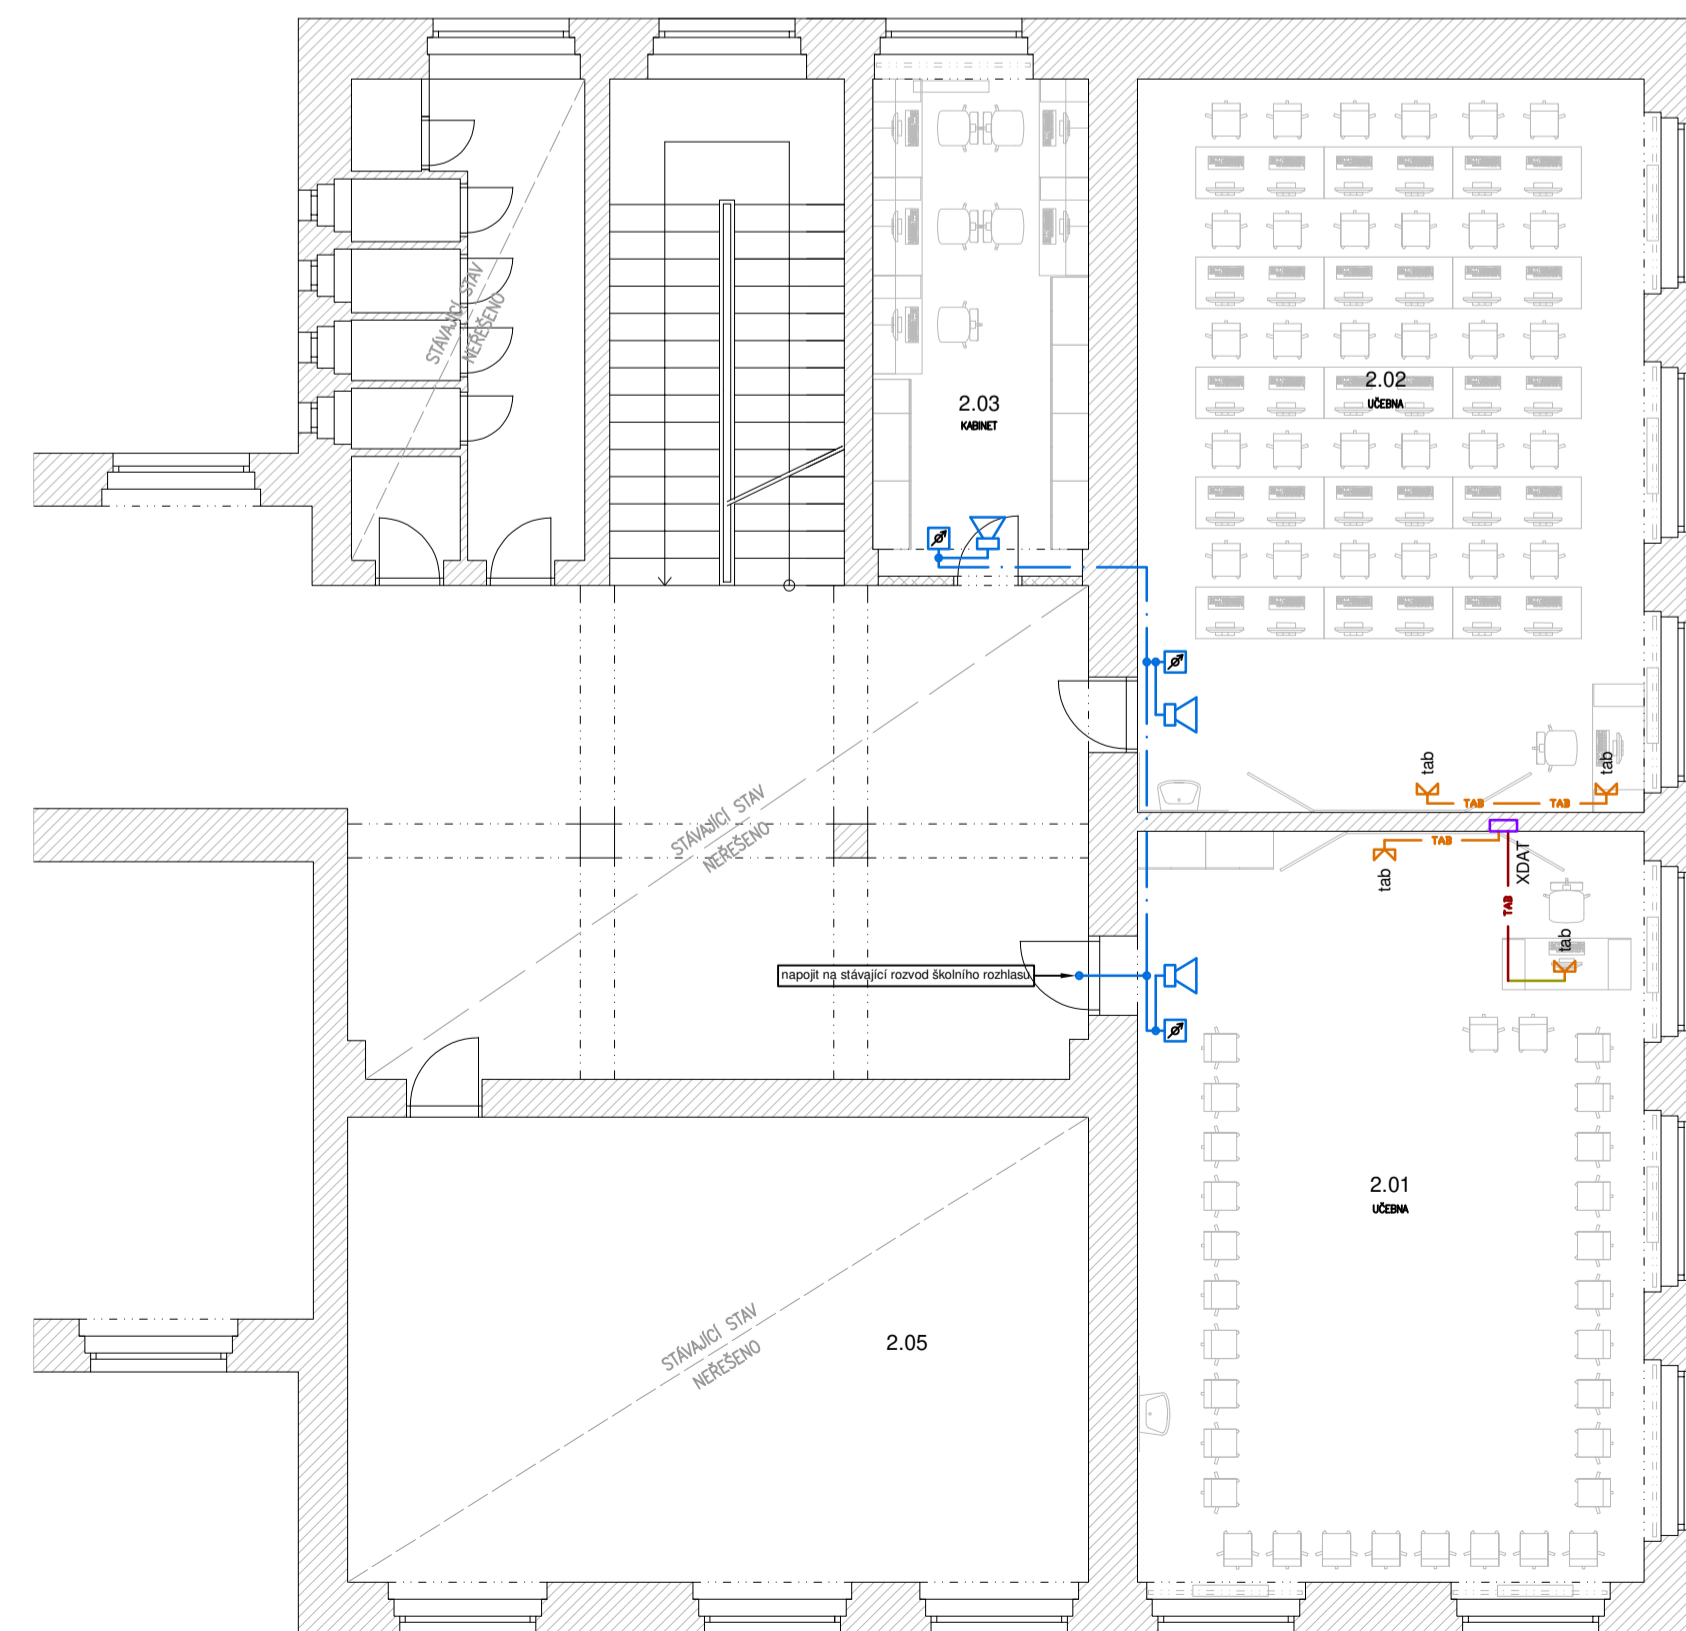 STÁVAJÍCÍ STAV
NEŘEŠENO
2.03
KABINET
2.02
UČEBNA
tab
tab
TAB
TAB
TAB
tab
XDAT
TAB
tab
STÁVAJÍCÍ STAV
NEŘEŠENO
napojit na stávající rozvod školního rozhlasu
2.01
UČEBNA
STÁVAJÍCÍ STAV
NEŘEŠENO
2.05